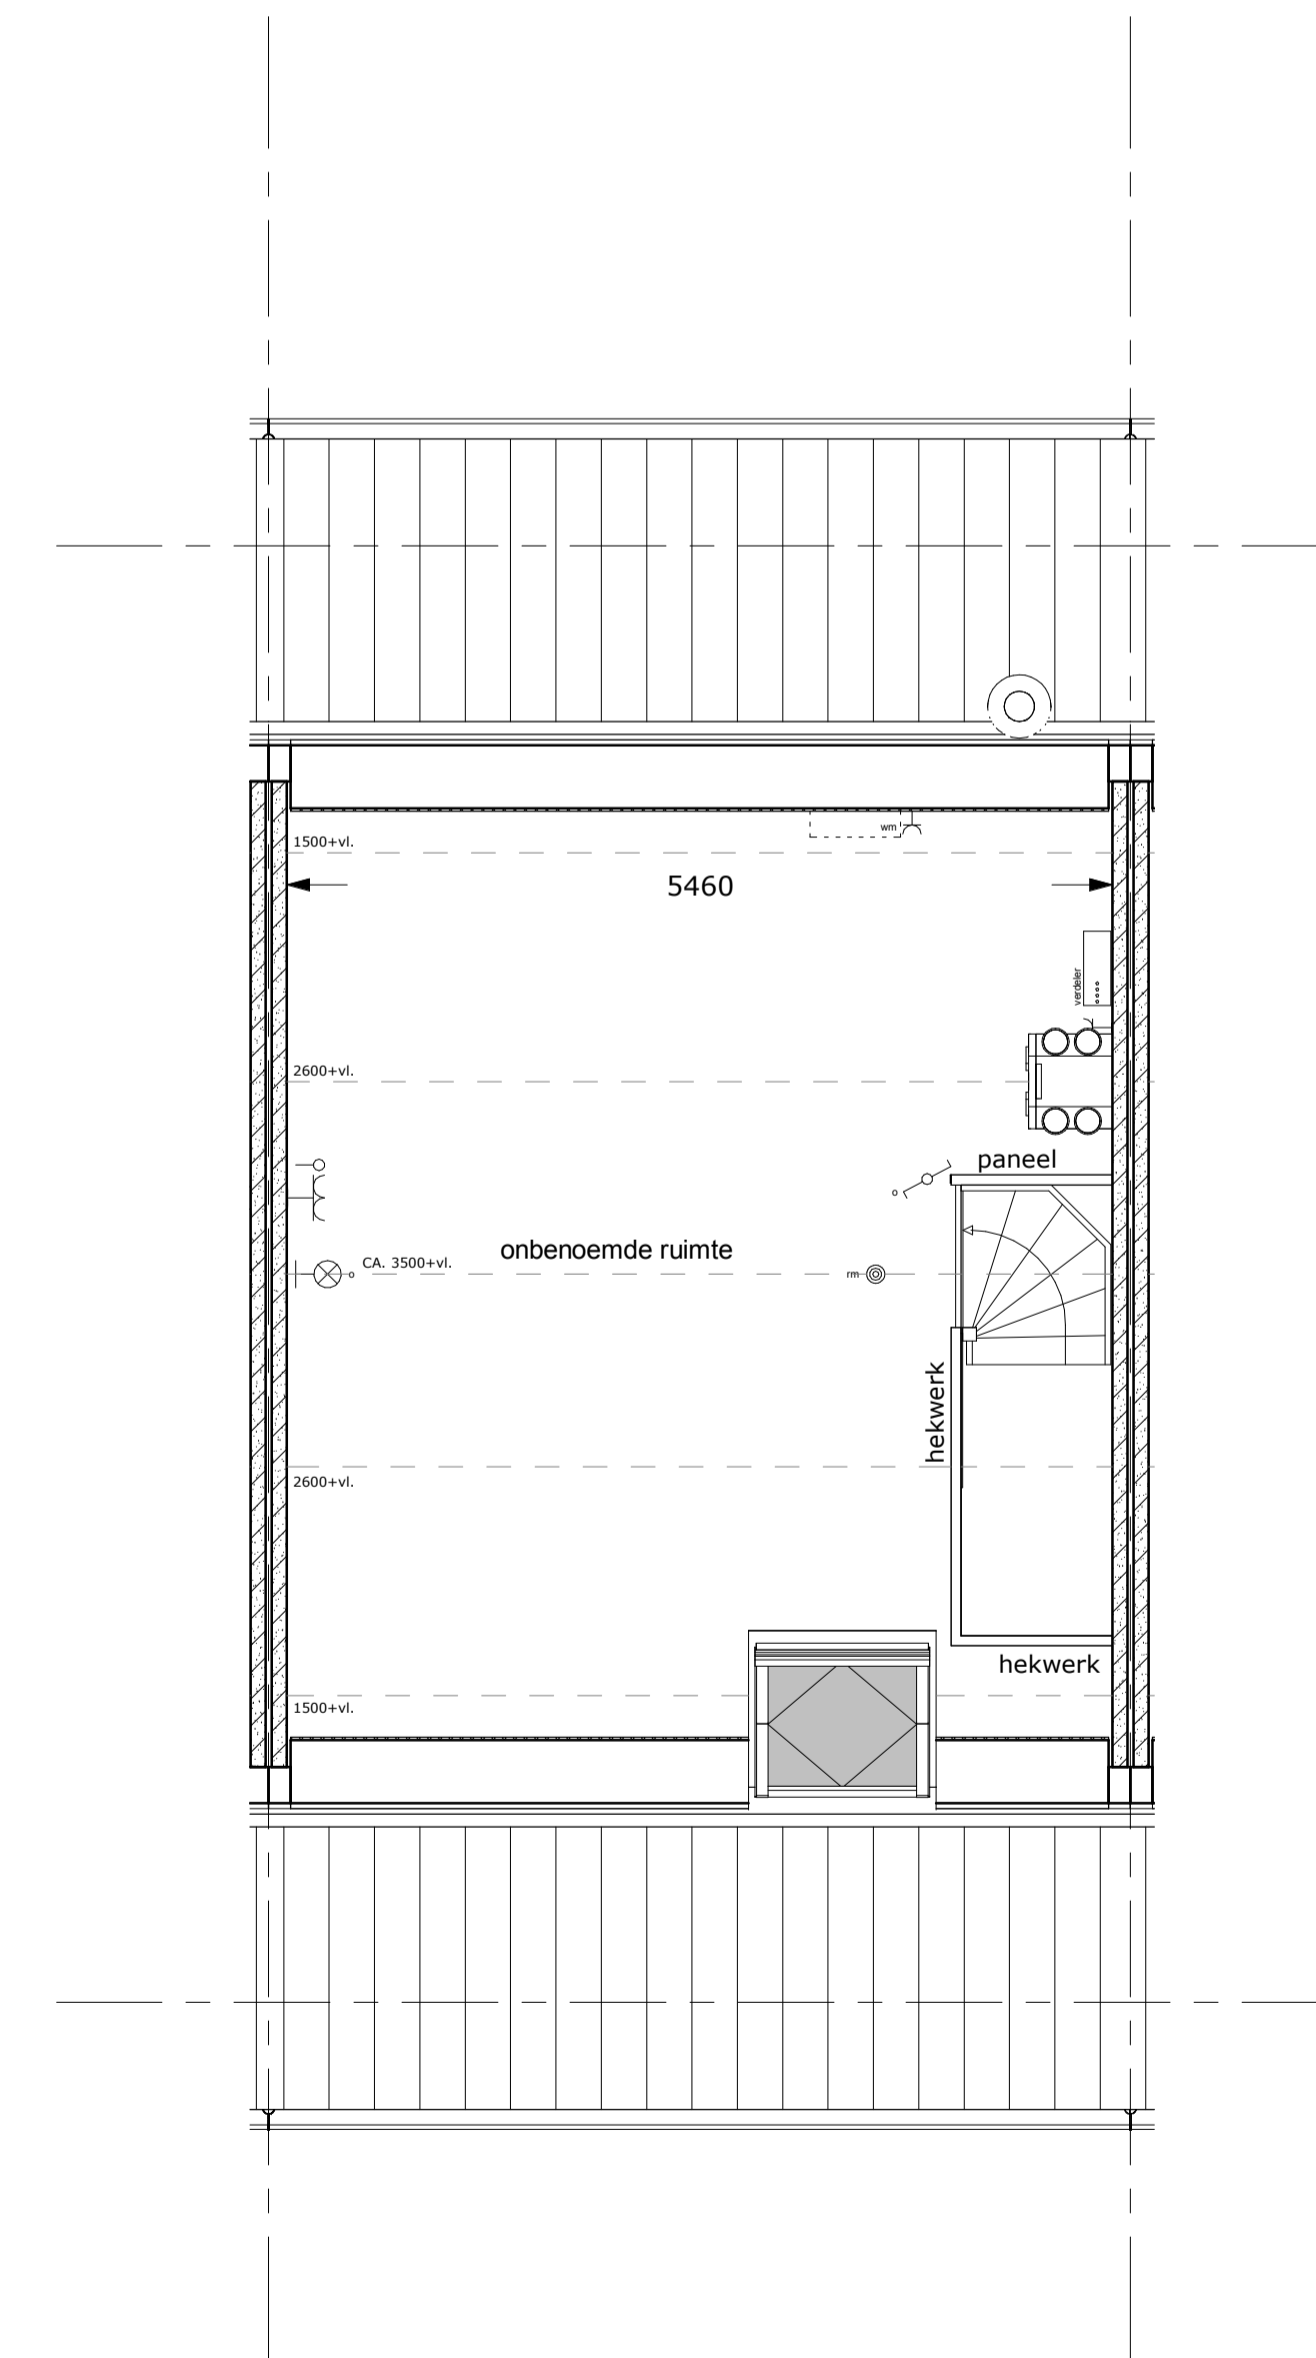 wm
1500+vl.
5460
verdeler
2600+vl.
paneel
o
onbenoemde ruimte
CA. 3500+vl.
o
rm
hekwerk
2600+vl.
hekwerk
1500+vl.